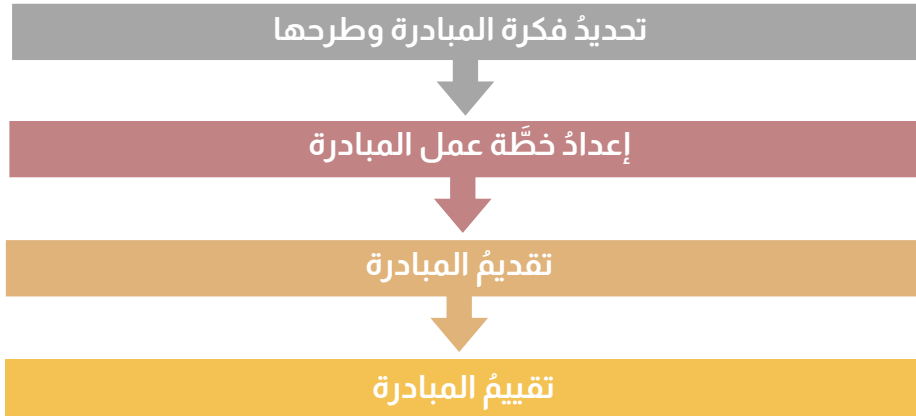 تحديدُ فكرة المبادرة وطرحها
إعدادُ خطَّة عمل المبادرة
تقديمُ المبادرة
تقييمُ المبادرة